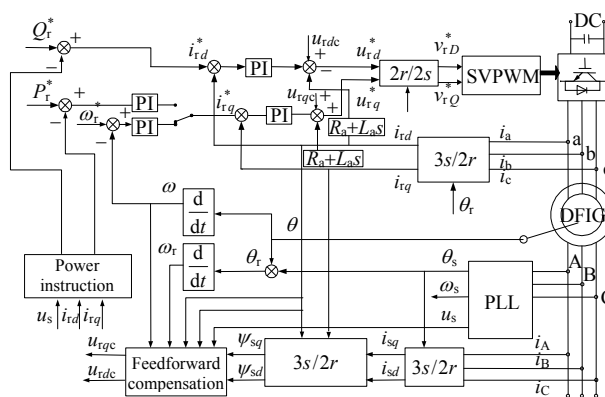 DC
Q_r^* + − i_rd^* + PI u_rdc + − u_rd^* 2r/2s v_rD^* SVPWM
P_r^* + − PI u_rqc u_rq^* v_rQ^*
ω_r^* + − PI i_rq^* PI
R_a+L_as
R_a+L_as
i_rd 3s/2r i_a a
i_b b
i_rq i_c c
θ_r
ω d/dt θ DFIG
ω_r d/dt θ_r θ_s PLL A
ω_s B
u_s C
Power instruction
u_s i_rd i_rq
u_rqc Feedforward compensation ψ_sq 3s/2r i_sq 3s/2r i_A
i_B
u_rdc ψ_sd i_sd i_C